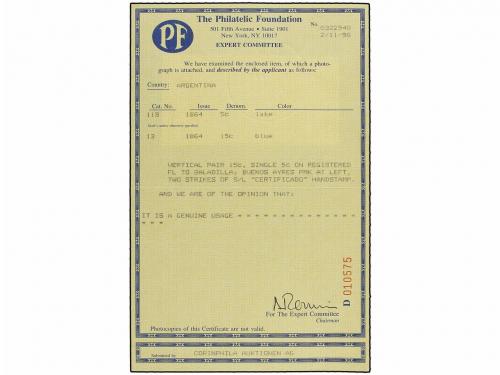 PF
The Philatelic Foundation
501 Fifth Avenue • Suite 1901
New York, NY 10017
EXPERT COMMITTEE
No. 0322940
2/11/98
We have examined the enclosed item, of which a photo-
graph is attached, and described by the applicant as follows:
Country: ARGENTINA
Cat. No. Issue Denom. Color
11B 1864 5c lake
13 1864 15c blue
VERTICAL PAIR 15c, SINGLE 5c ON REGISTERED
FL TO SALADILLA; BUENOS AYRES PMK AT LEFT,
TWO STRIKES OF S/L "CERTIFICADO" HANDSTAMP.
AND WE ARE OF THE OPINION THAT:
IT IS A GENUINE USAGE - - - - - - - - - - - - - - - -
- - -
For The Expert Committee
Chairman
D 010575
Photocopies of this Certificate are not valid.
Submitted by CORINPHILA AUKTIONEN AG